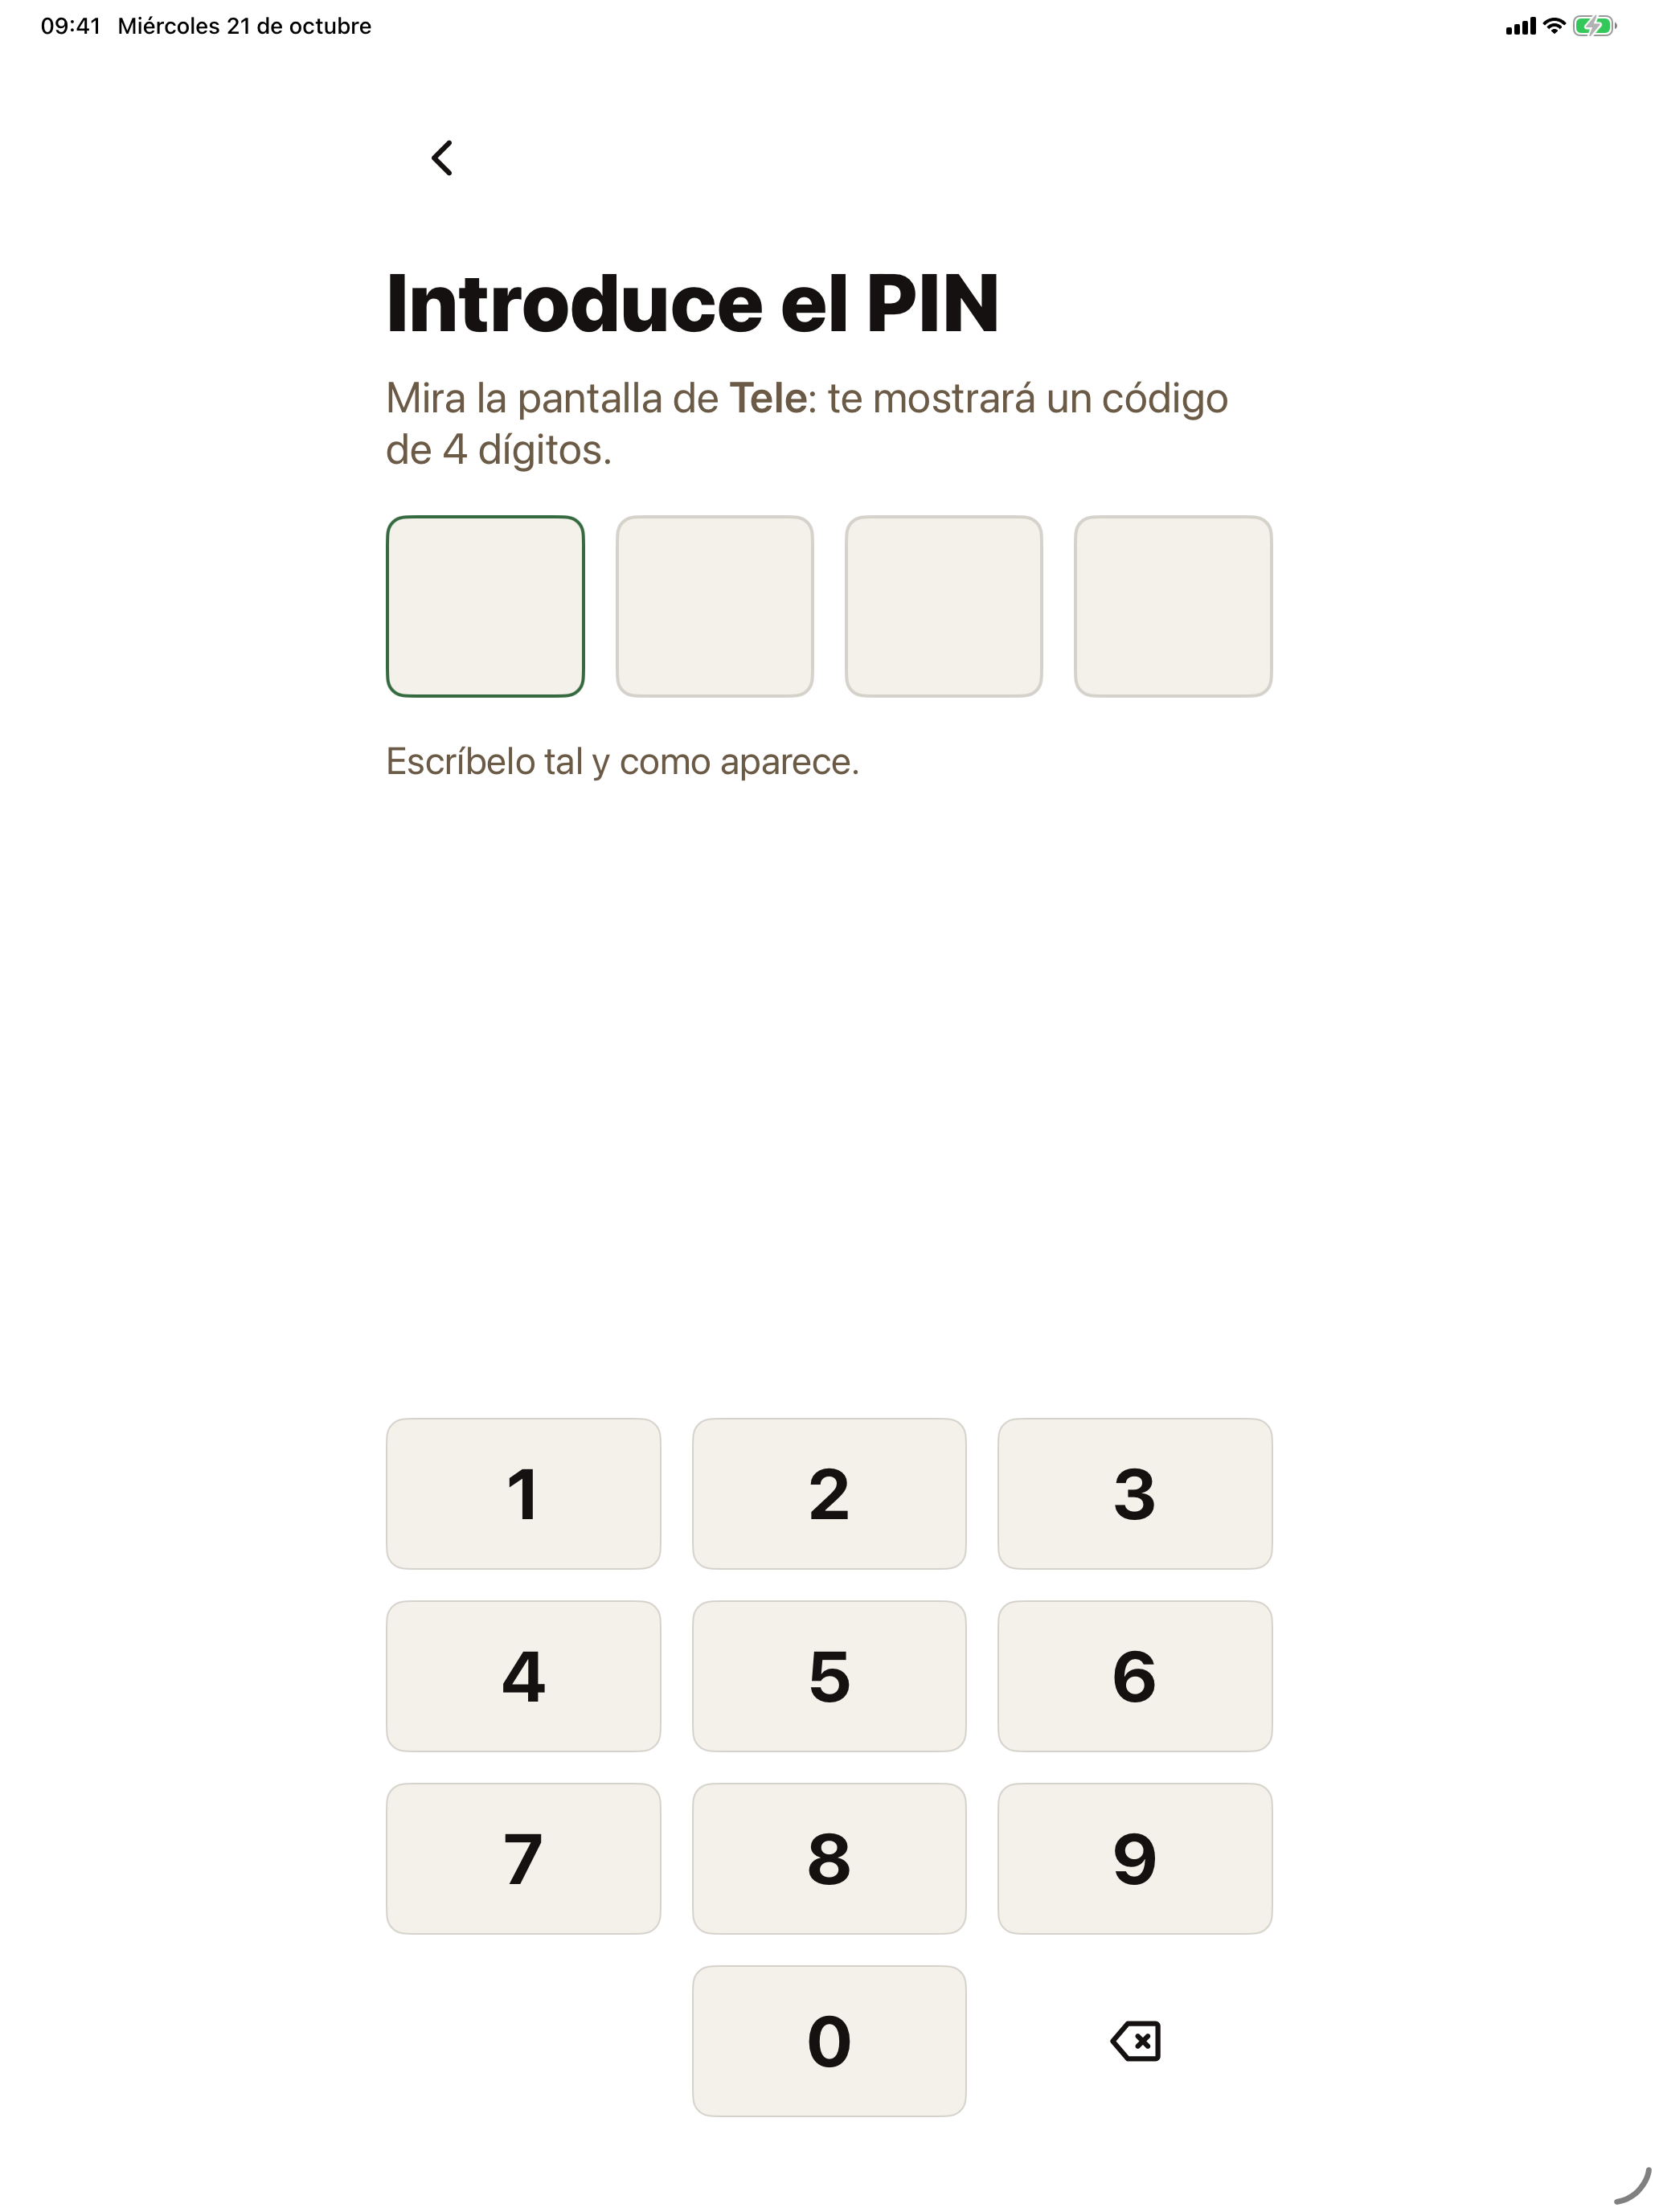 09:41 Miércoles 21 de octubre
Introduce el PIN
Mira la pantalla de Tele: te mostrará un código
de 4 dígitos.
Escríbelo tal y como aparece.
1 2 3
4 5 6
7 8 9
0